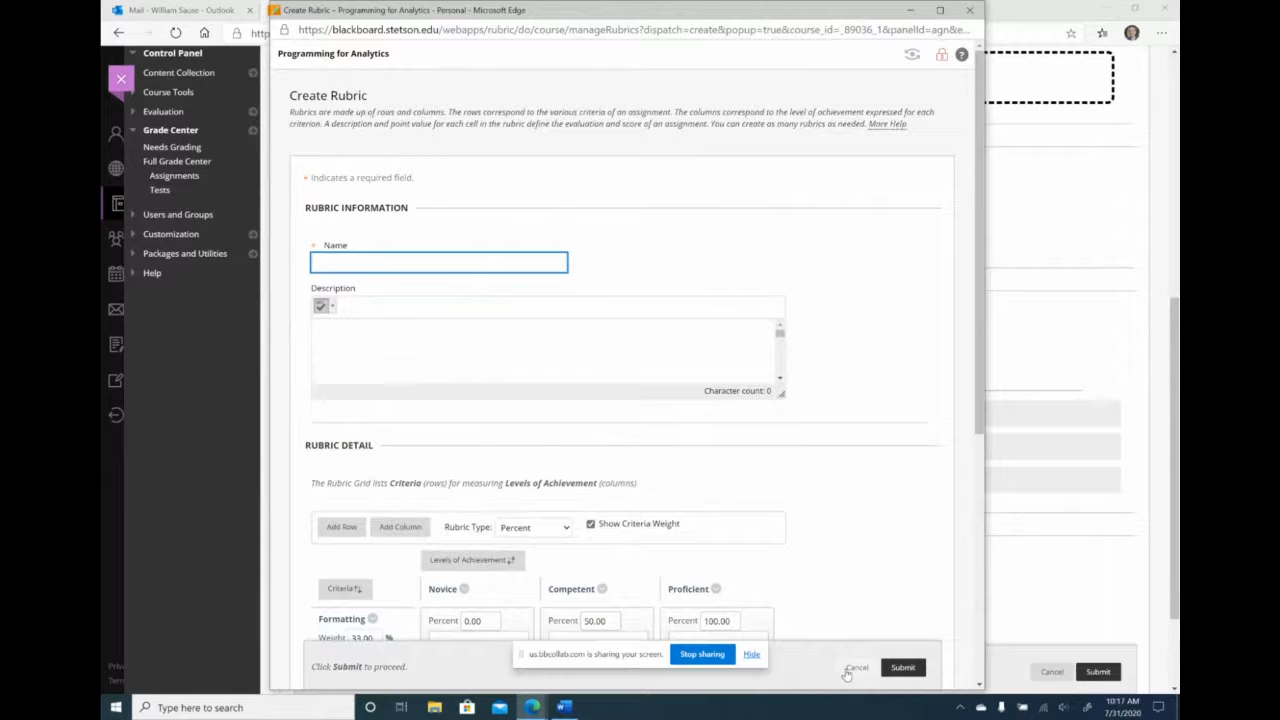 Mail - William Sause - Outlook
Create Rubric – Programming for Analytics - Personal - Microsoft Edge
https://blackboard.stetson.edu/webapps/rubric/do/course/manageRubrics?dispatch=create&popup=true&course_id=_89036_1&panelId=agn&e...
Control Panel
Content Collection
Course Tools
Evaluation
Grade Center
Needs Grading
Full Grade Center
Assignments
Tests
Users and Groups
Customization
Packages and Utilities
Help
Programming for Analytics
Create Rubric
Rubrics are made up of rows and columns. The rows correspond to the various criteria of an assignment. The columns correspond to the level of achievement expressed for each
criterion. A description and point value for each cell in the rubric define the evaluation and score of an assignment. You can create as many rubrics as needed. More Help
* Indicates a required field.
RUBRIC INFORMATION
* Name
Description
Character count: 0
RUBRIC DETAIL
The Rubric Grid lists Criteria (rows) for measuring Levels of Achievement (columns)
Add Row Add Column Rubric Type: Percent Show Criteria Weight
Levels of Achievement
Criteria Novice Competent Proficient
Formatting Percent 0.00 Percent 50.00 Percent 100.00
Weight 33.00 %
us.bbcollab.com is sharing your screen. Stop sharing Hide
Click Submit to proceed. Cancel Submit
Cancel Submit
Type here to search
10:17 AM
7/31/2020